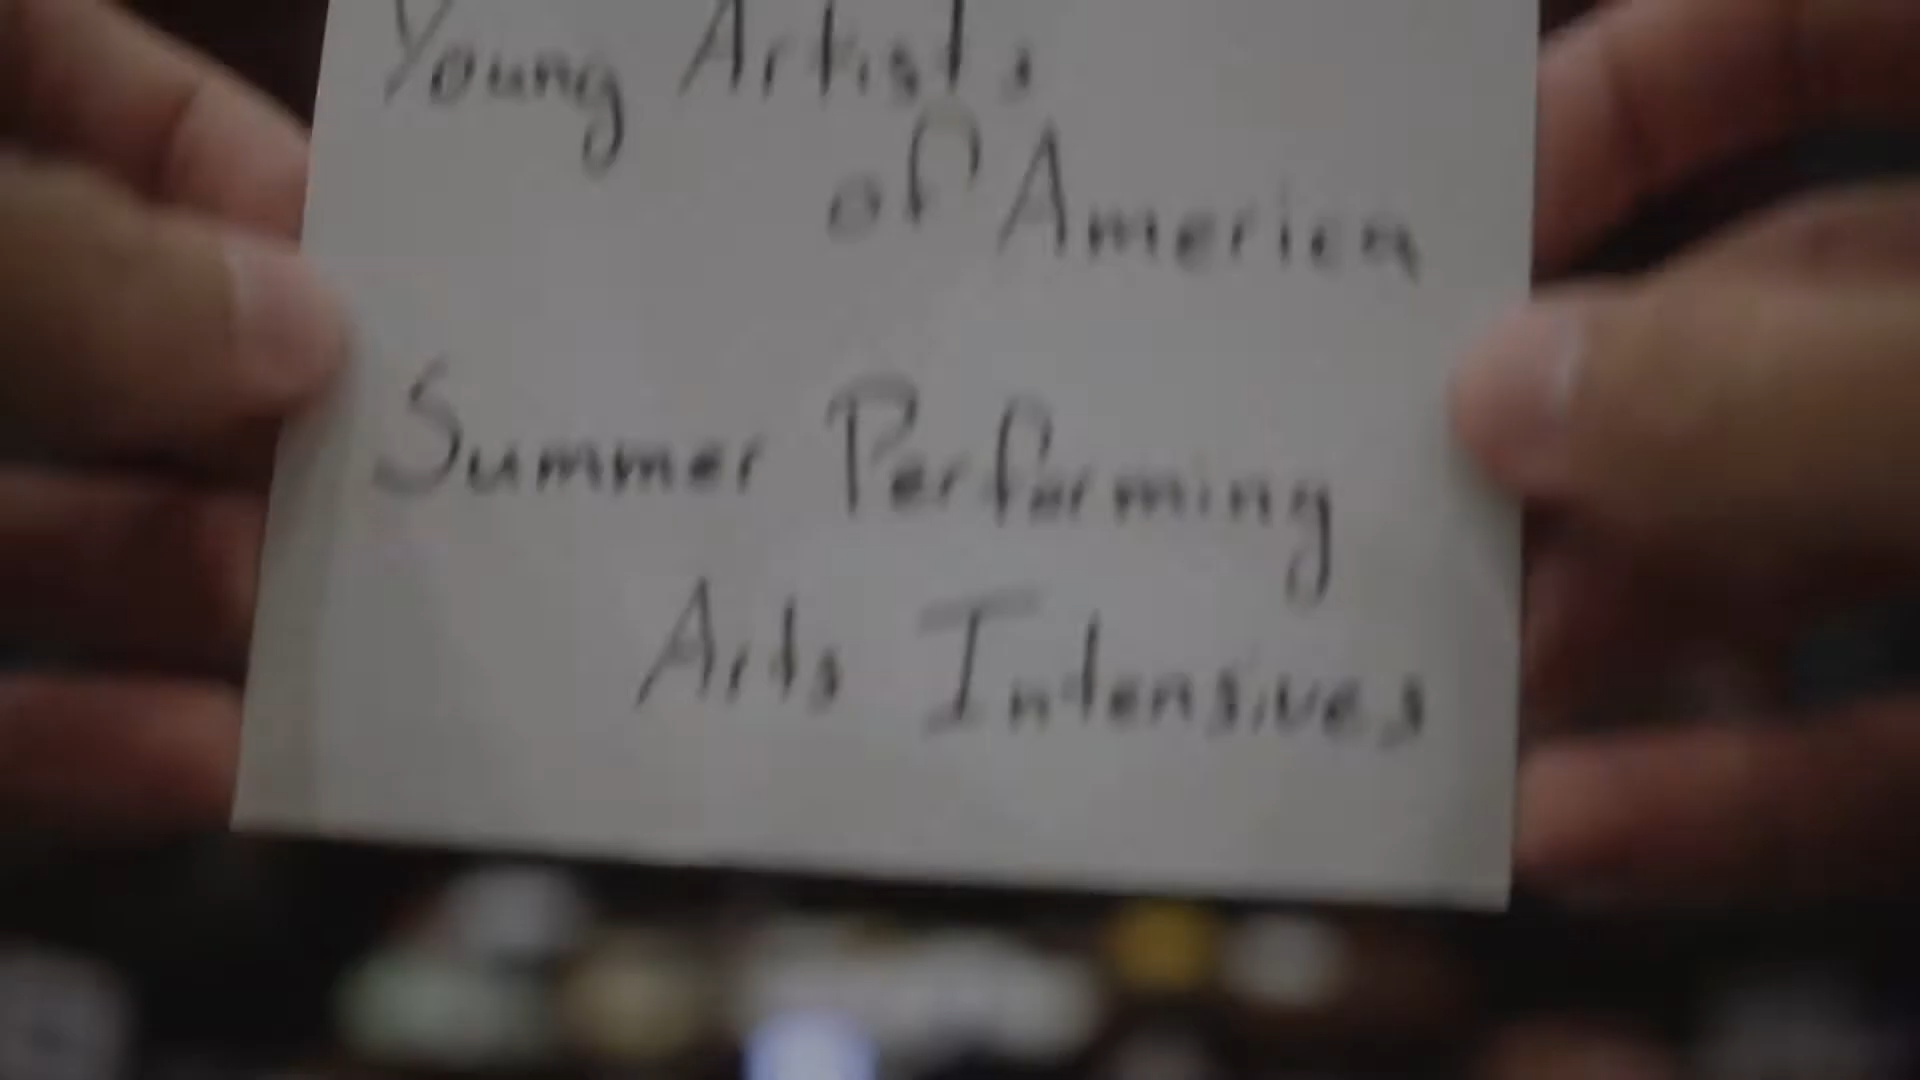 Young Artists
of America
Summer Performing
Arts Intensives